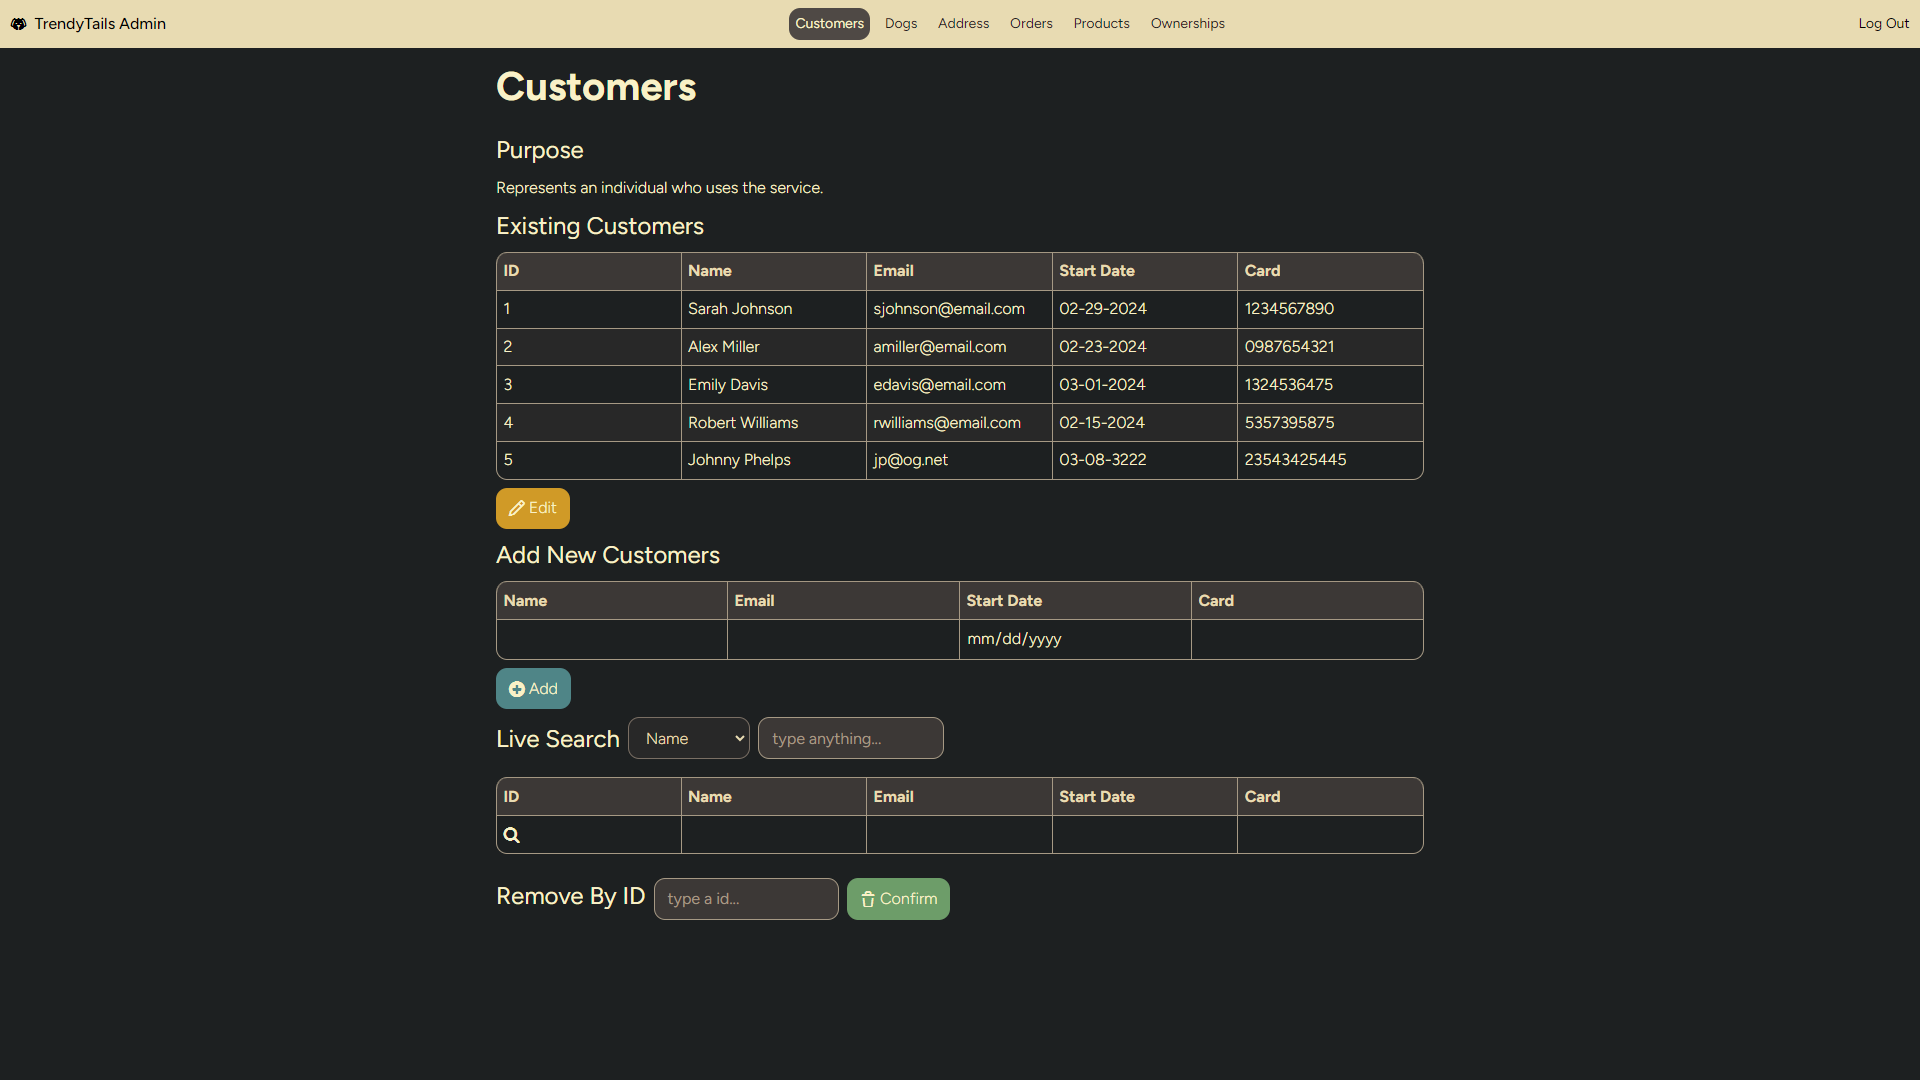 TrendyTails Admin Customers Dogs Address Orders Products Ownerships Log Out
Customers
Purpose
Represents an individual who uses the service.
Existing Customers
ID Name Email Start Date Card
1 Sarah Johnson sjohnson@email.com 02-29-2024 1234567890
2 Alex Miller amiller@email.com 02-23-2024 0987654321
3 Emily Davis edavis@email.com 03-01-2024 1324536475
4 Robert Williams rwilliams@email.com 02-15-2024 5357395875
5 Johnny Phelps jp@og.net 03-08-3222 23543425445
Edit
Add New Customers
Name Email Start Date Card
mm/dd/yyyy
Add
Live Search Name type anything...
ID Name Email Start Date Card
Remove By ID type a id... Confirm